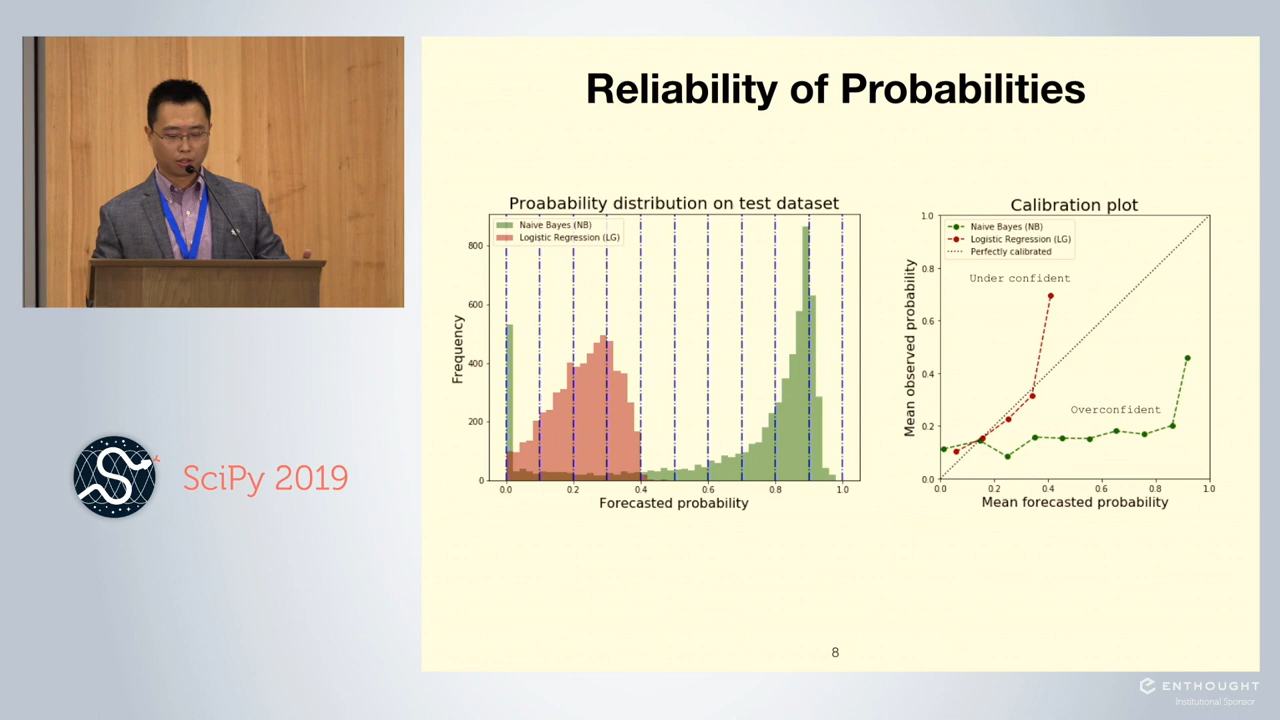 Reliability of Probabilities
Proabability distribution on test dataset
Naive Bayes (NB)
Logistic Regression (LG)
Frequency
800
600
400
200
0
0.0 0.2 0.4 0.6 0.8 1.0
Forecasted probability
Calibration plot
Naive Bayes (NB)
Logistic Regression (LG)
Perfectly calibrated
Under confident
Overconfident
Mean observed probability
1.0
0.8
0.6
0.4
0.2
0.0
0.0 0.2 0.4 0.6 0.8 1.0
Mean forecasted probability
8
SciPy 2019
ENTHOUGHT
Institutional Sponsor